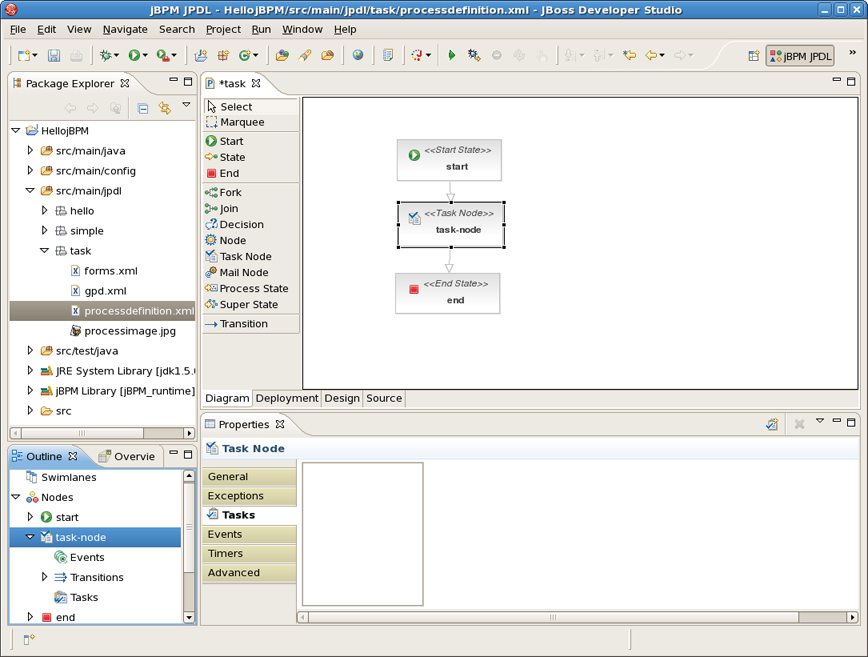 jBPM JPDL - HellojBPM/src/main/jpdl/task/processdefinition.xml - JBoss Developer Studio
File Edit View Navigate Search Project Run Window Help
jBPM JPDL
Package Explorer
HellojBPM
src/main/java
src/main/config
src/main/jpdl
hello
simple
task
forms.xml
gpd.xml
processdefinition.xml
processimage.jpg
src/test/java
JRE System Library [jdk1.5.0
jBPM Library [jBPM_runtime]
src
*task
Select
Marquee
Start
State
End
Fork
Join
Decision
Node
Task Node
Mail Node
Process State
Super State
Transition
<<Start State>>
start
<<Task Node>>
task-node
<<End State>>
end
Diagram Deployment Design Source
Outline Overvie
Swimlanes
Nodes
start
task-node
Events
Transitions
Tasks
end
Properties
Task Node
General
Exceptions
Tasks
Events
Timers
Advanced